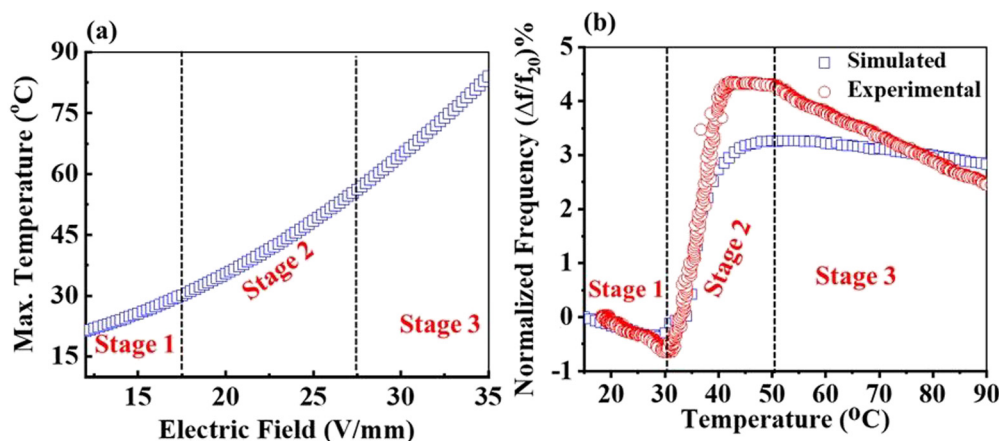 (a)
Max. Temperature (°C)
90
75
60
45
30
15
Stage 1
Stage 2
Stage 3
15
20
25
30
35
Electric Field (V/mm)
(b)
Normalized Frequency (Δf/f20)%
5
4
3
2
1
0
-1
Simulated
Experimental
Stage 1
Stage 2
Stage 3
20
30
40
50
60
70
80
90
Temperature (°C)